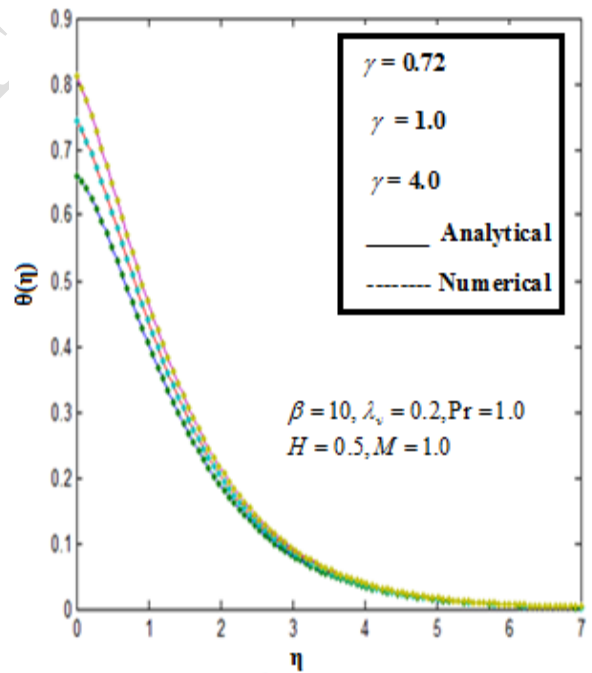 0.9
0.8
0.7
0.6
0.5
0.4
0.3
0.2
0.1
0
θ(η)
γ = 0.72
γ = 1.0
γ = 4.0
Analytical
Numerical
β = 10, λᵥ = 0.2, Pr = 1.0
H = 0.5, M = 1.0
0 1 2 3 4 5 6 7
η